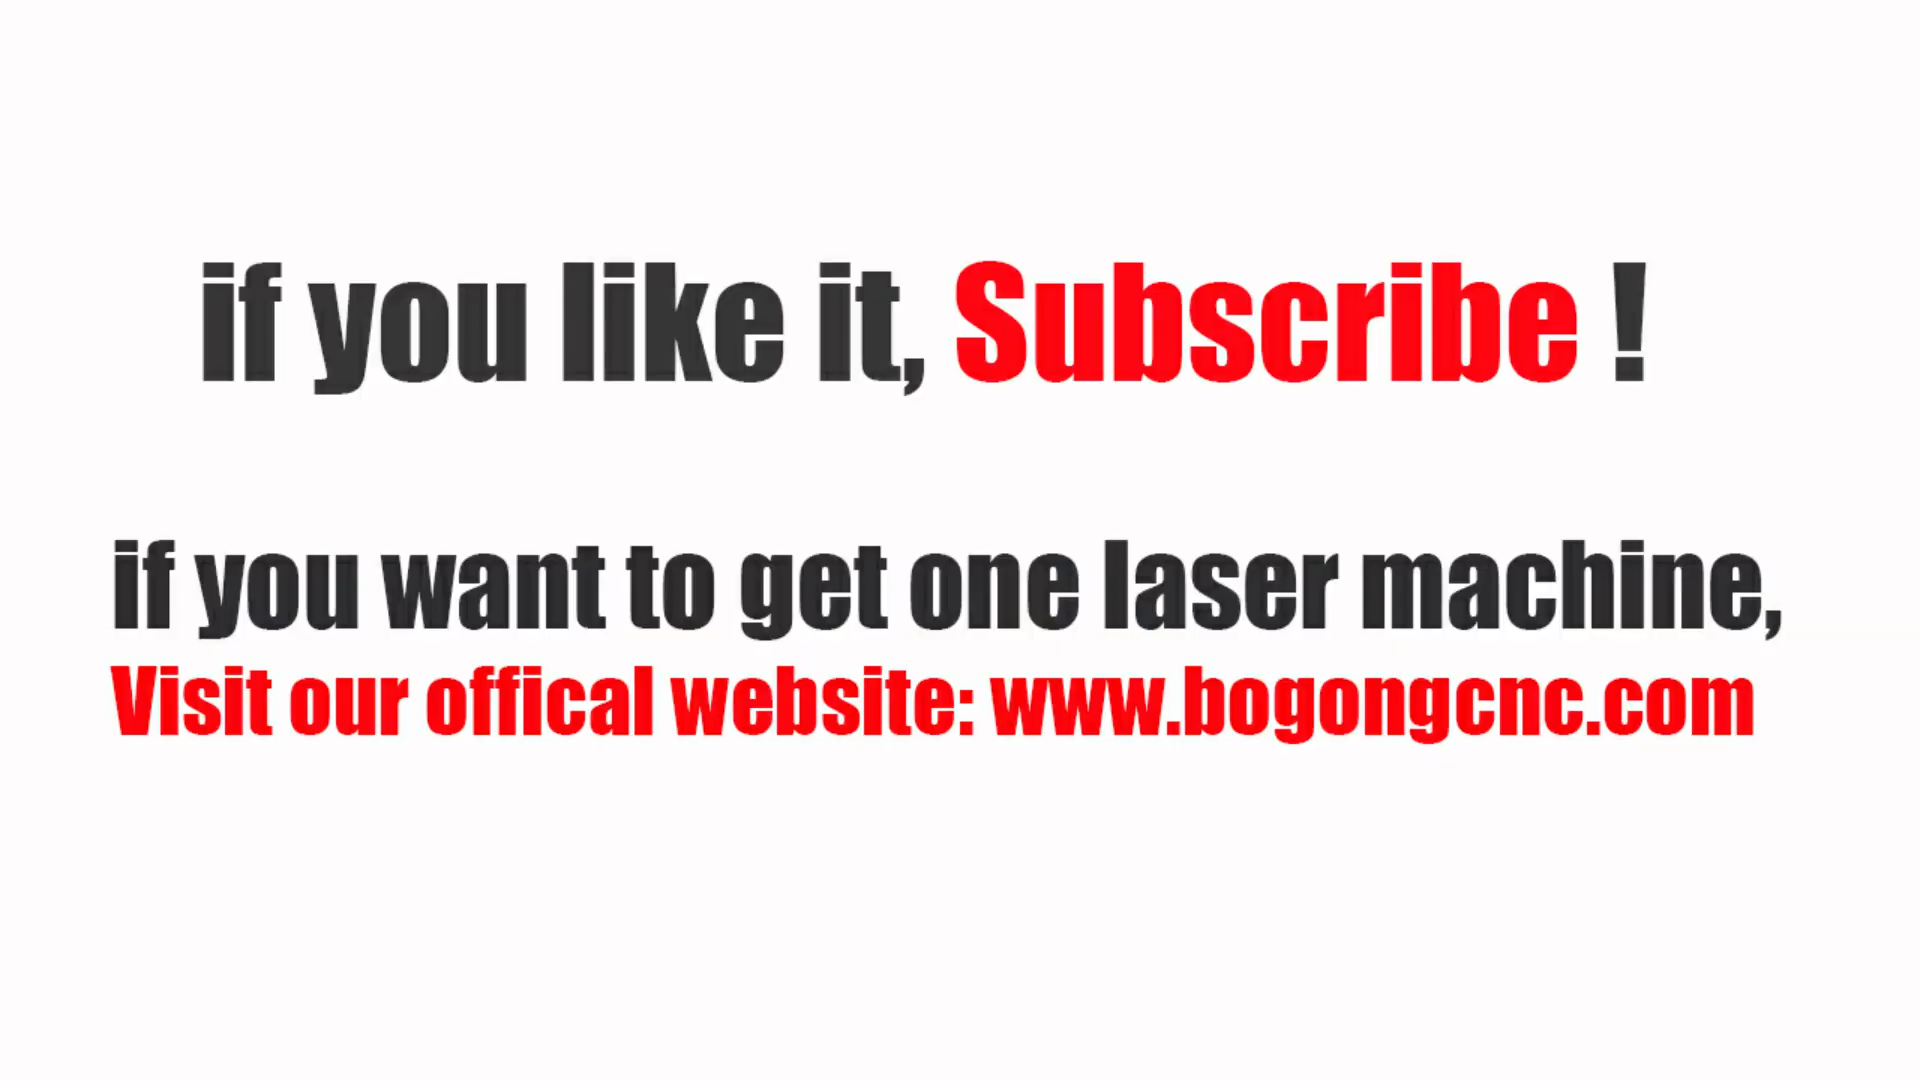 if you like it, Subscribe !
if you want to get one laser machine,
Visit our offical website: www.bogongcnc.com